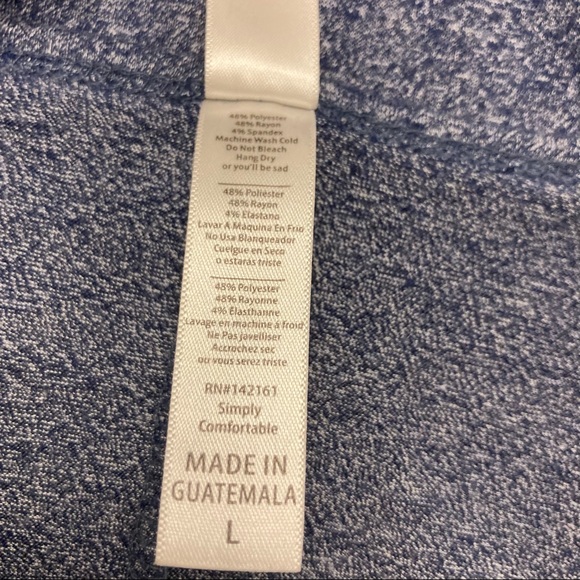 48% Polyester
48% Rayon
4% Spandex
Machine Wash Cold
Do Not Bleach
Hang Dry
or you'll be sad
48% Poliester
48% Rayon
4% Elastano
Lavar A Maquina En Frio
No Usa Blanqueador
Cuelgue en Seco
o estarás triste
48% Polyester
48% Rayonne
4% Elasthanne
Lavage en machine á froid
Ne Pas Javelliser
Accrochez sec
ou vous serez triste
RN#142161
Simply
Comfortable
MADE IN
GUATEMALA
L